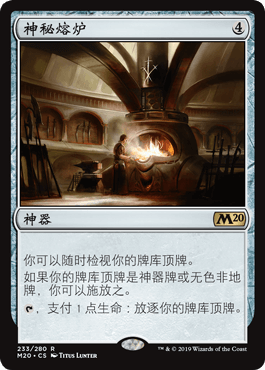 神秘熔炉 4
神器 M20
你可以随时检视你的牌库顶牌。
如果你的牌库顶牌是神器牌或无色非地
牌，你可以施放之。
，支付1点生命：放逐你的牌库顶牌。
233/280 R
M20 • CS TITUS LUNTER
™ & © 2019 Wizards of the Coast